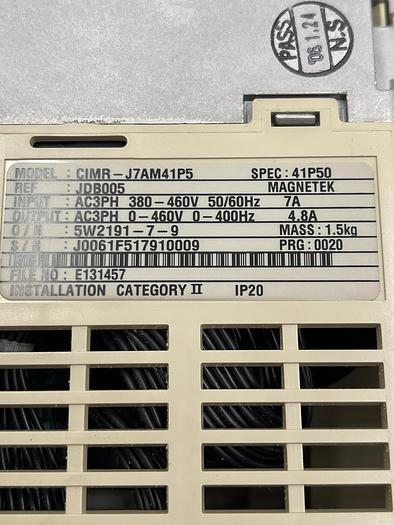 PASS
'06.1.24
N.S
MODEL : CIMR-J7AM41P5 SPEC : 41P50
REF : JDB005 MAGNETEK
INPUT : AC3PH 380-460V 50/60Hz 7A
OUTPUT : AC3PH 0-460V 0-400Hz 4.8A
O / N : 5W2191-7-9 MASS : 1.5kg
S / N : J0061F517910009 PRG : 0020
FILE NO : E131457
INSTALLATION CATEGORY II IP20